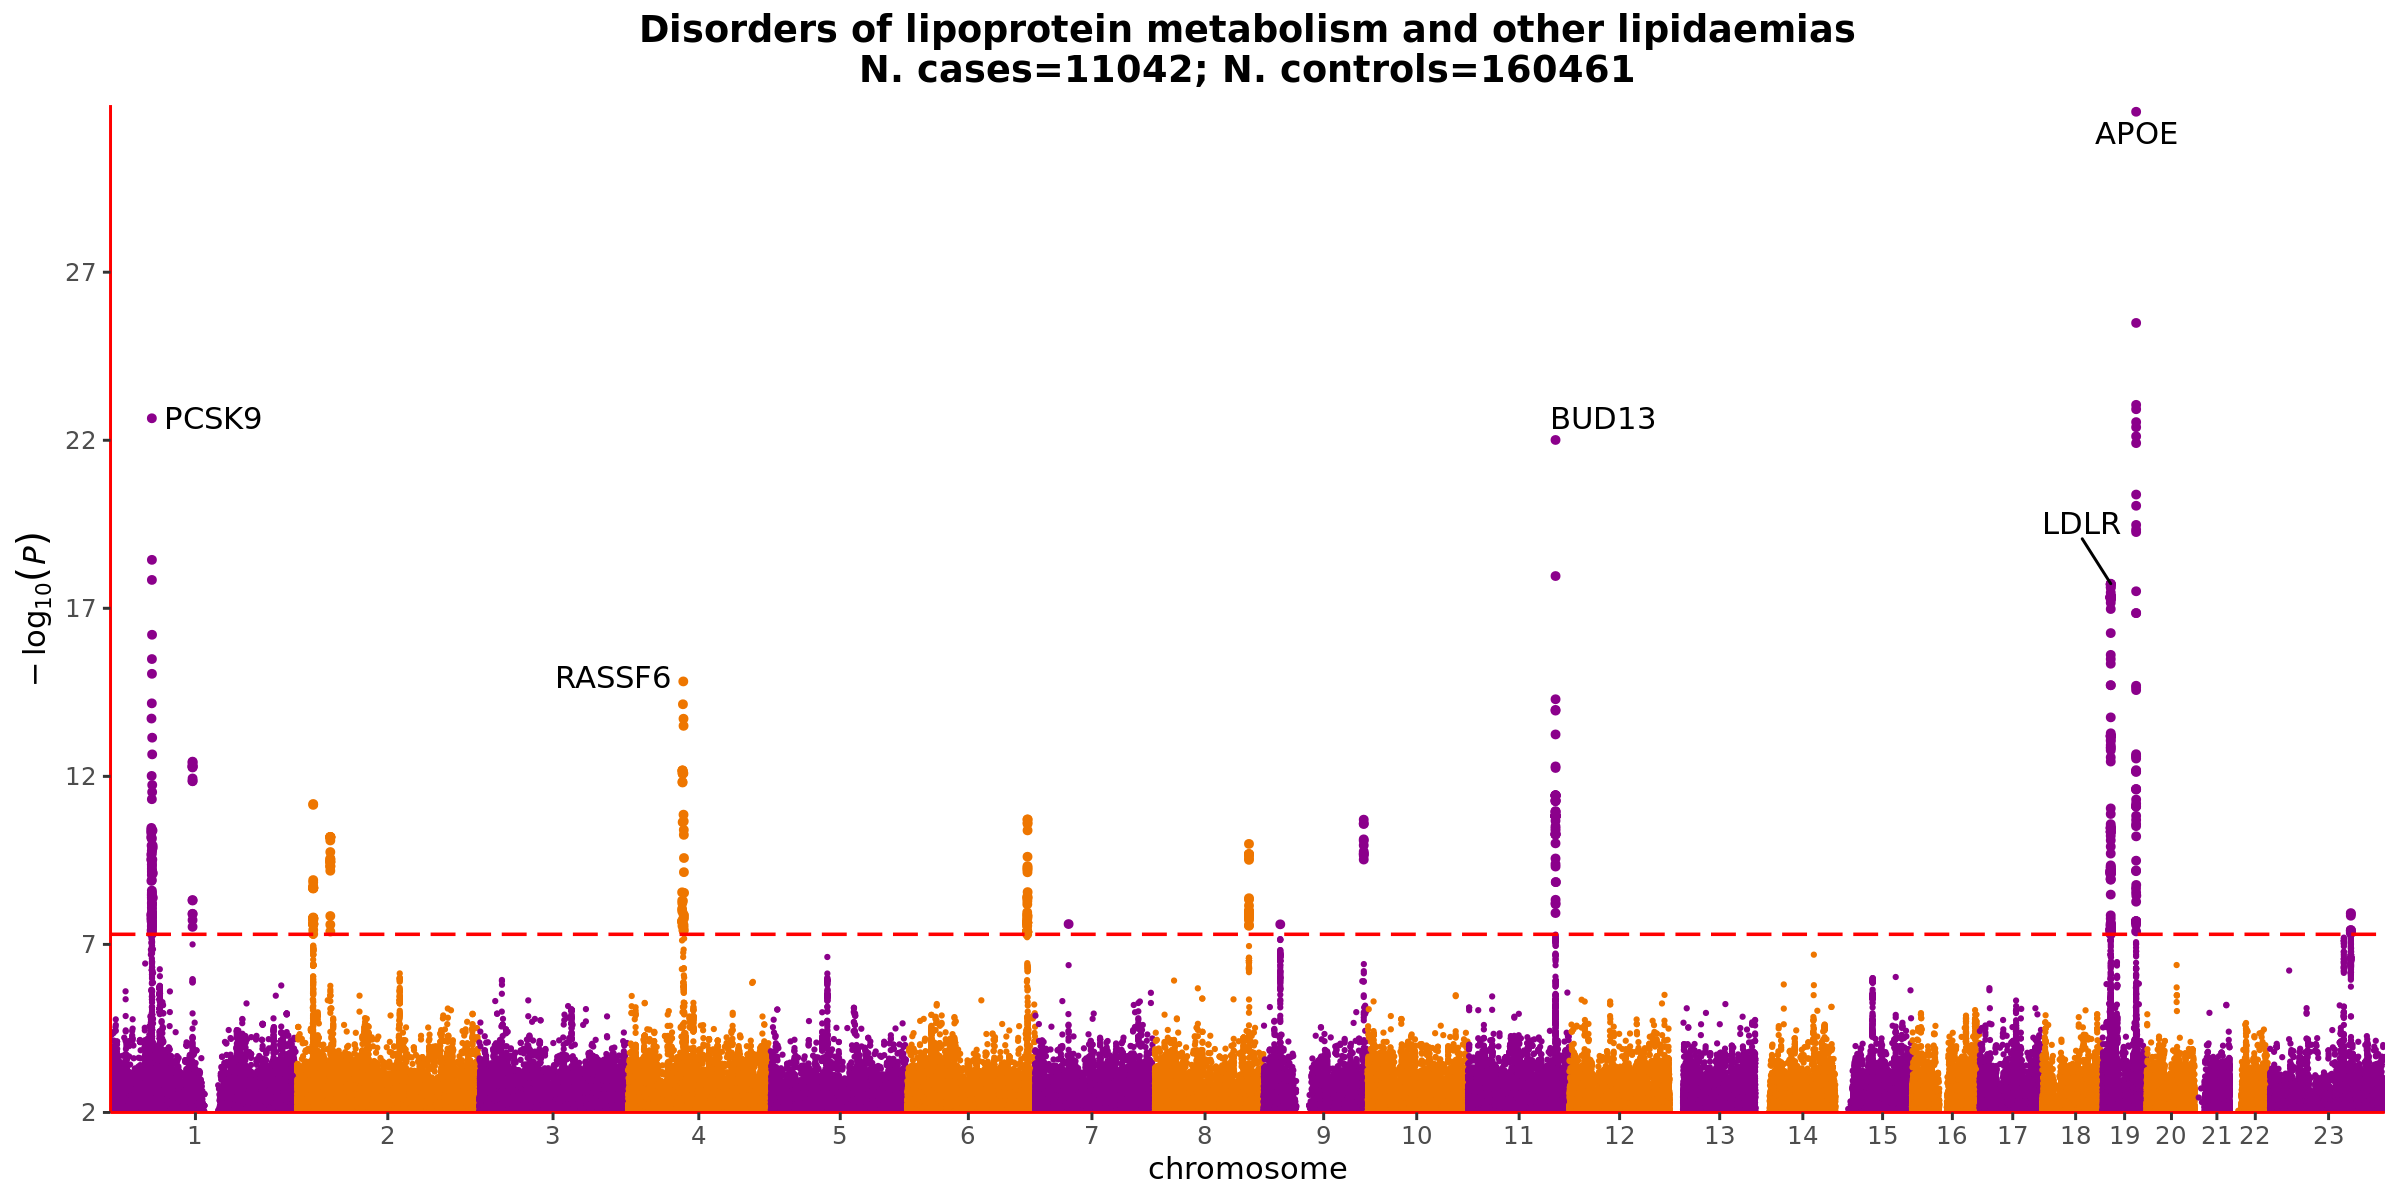 Disorders of lipoprotein metabolism and other lipidaemias
N. cases=11042; N. controls=160461
APOE
27
PCSK9
BUD13
22
LDLR
17
RASSF6
12
7
2
−log10(P)
1 2 3 4 5 6 7 8 9 10 11 12 13 14 15 16 17 18 19 20 21 22 23
chromosome